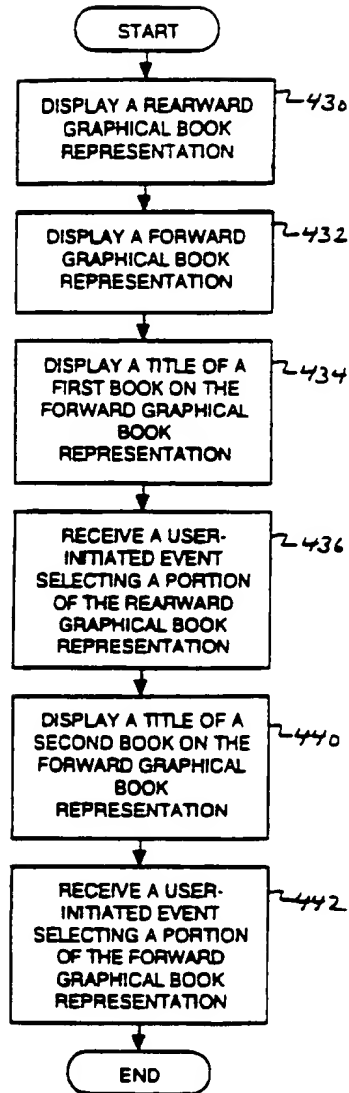 START
DISPLAY A REARWARD
GRAPHICAL BOOK
REPRESENTATION
430
DISPLAY A FORWARD
GRAPHICAL BOOK
REPRESENTATION
432
DISPLAY A TITLE OF A
FIRST BOOK ON THE
FORWARD GRAPHICAL
BOOK
REPRESENTATION
434
RECEIVE A USER-
INITIATED EVENT
SELECTING A PORTION
OF THE REARWARD
GRAPHICAL BOOK
REPRESENTATION
436
DISPLAY A TITLE OF A
SECOND BOOK ON THE
FORWARD GRAPHICAL
BOOK
REPRESENTATION
440
RECEIVE A USER-
INITIATED EVENT
SELECTING A PORTION
OF THE FORWARD
GRAPHICAL BOOK
REPRESENTATION
442
END